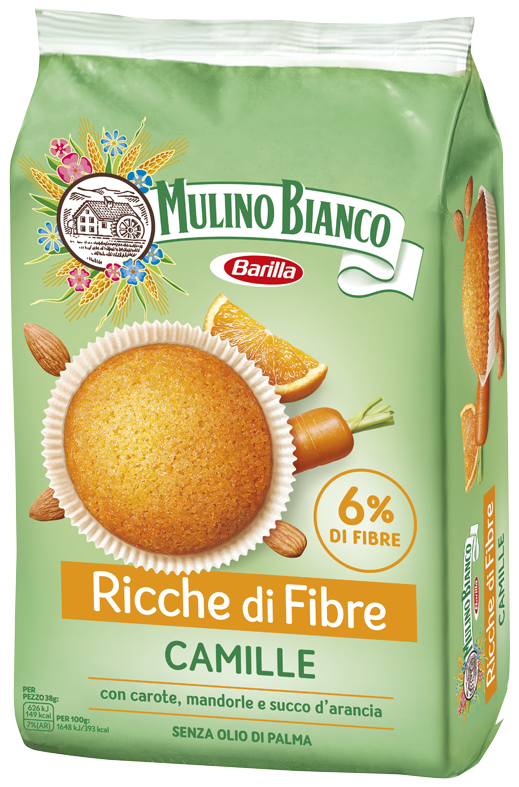 MULINO BIANCO
Barilla
6%
DI FIBRE
Ricche di Fibre
CAMILLE
con carote, mandorle e succo d'arancia
SENZA OLIO DI PALMA
PER
PEZZO 38g:
626 kJ
149 kcal
7%(AR)
PER 100g:
1648 kJ/393 kcal
MULINO BIANCO
Barilla
Ricche di Fibre
CAMILLE